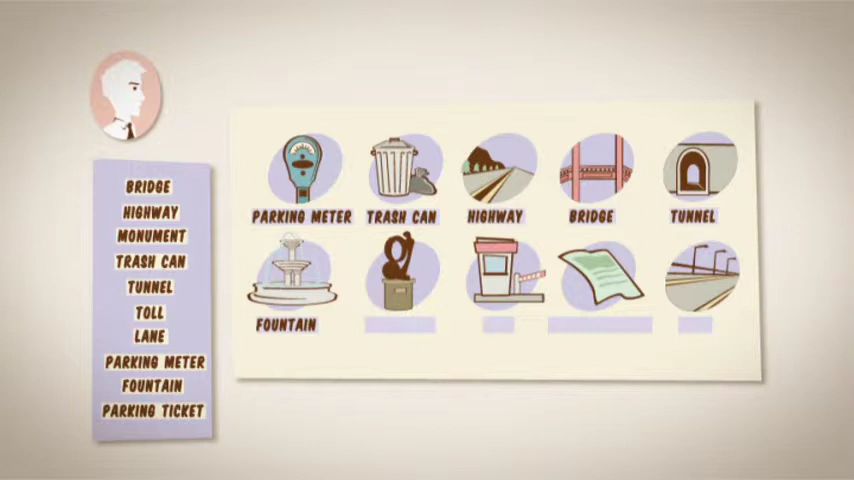 BRIDGE
HIGHWAY
MONUMENT
TRASH CAN
TUNNEL
TOLL
LANE
PARKING METER
FOUNTAIN
PARKING TICKET
PARKING METER TRASH CAN HIGHWAY BRIDGE TUNNEL
FOUNTAIN